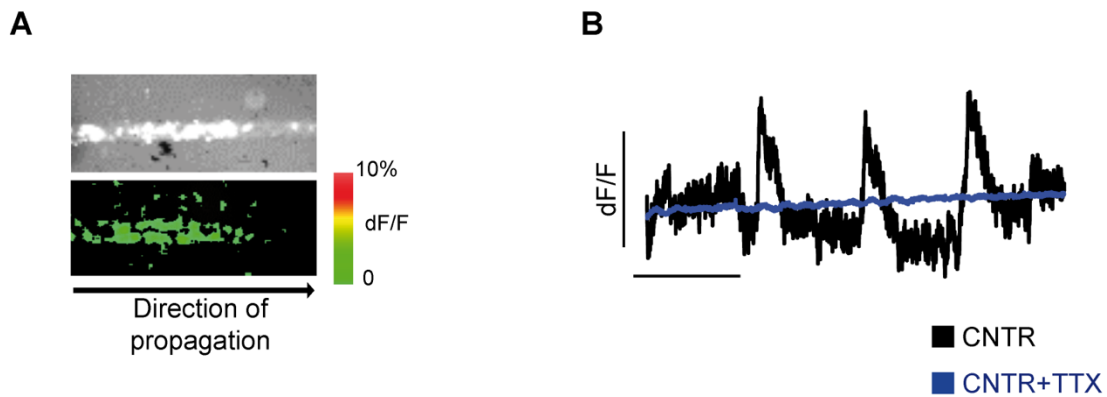 A
B
10%
dF/F
0
Direction of
propagation
dF/F
CNTR
CNTR+TTX